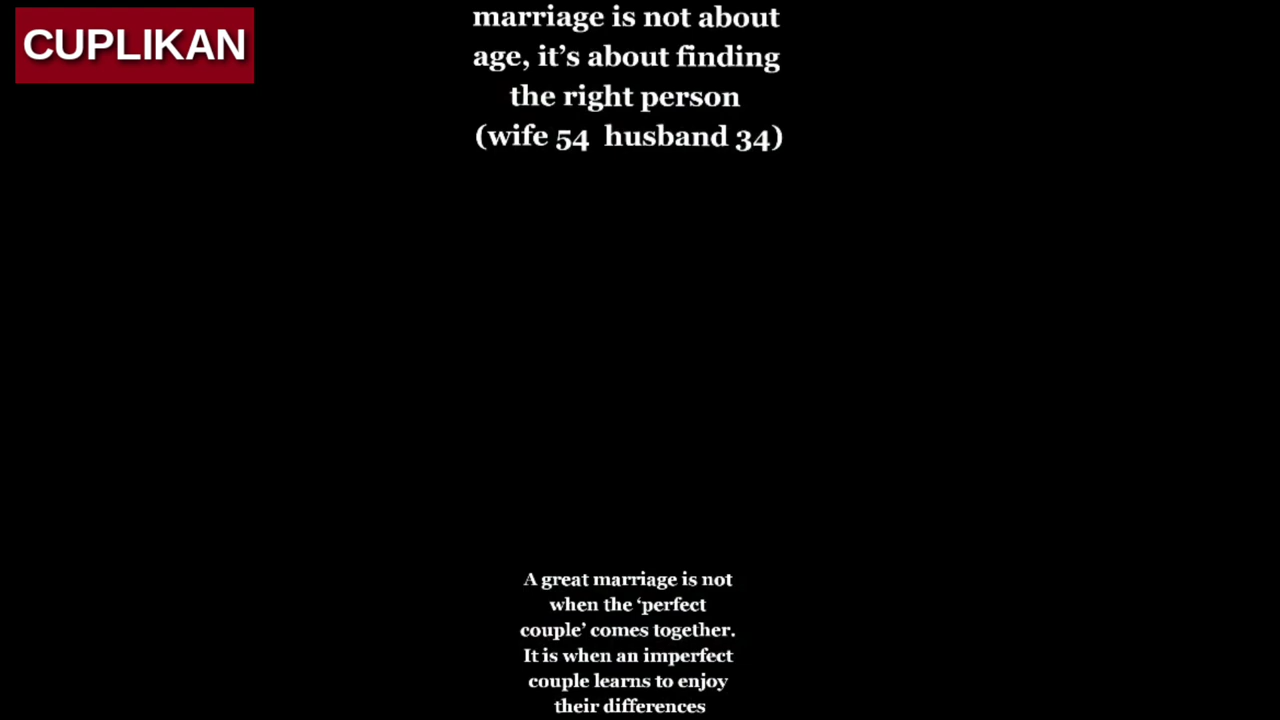 CUPLIKAN
marriage is not about
age, it’s about finding
the right person
(wife 54 husband 34)
A great marriage is not
when the ‘perfect
couple’ comes together.
It is when an imperfect
couple learns to enjoy
their differences